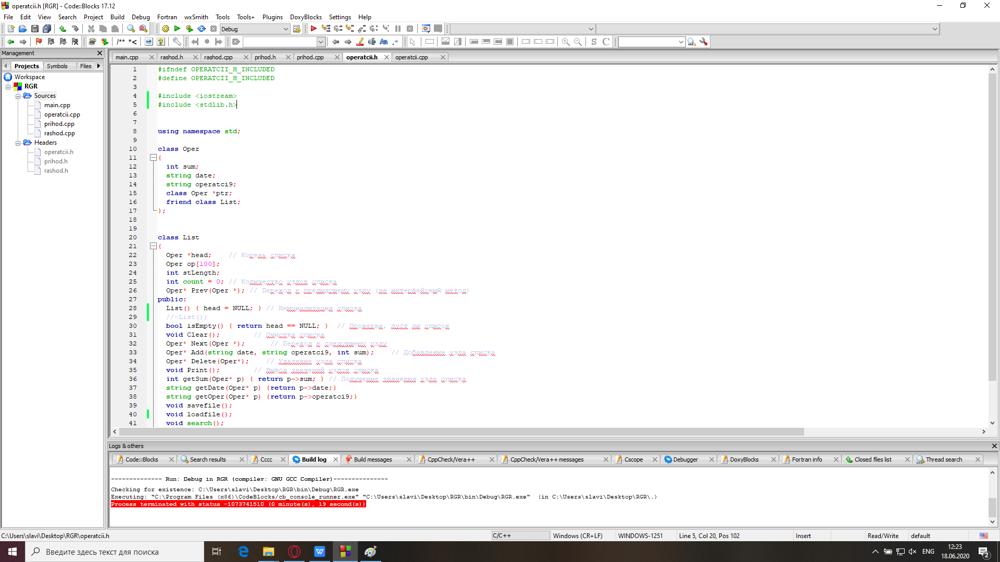 operatcii.h [RGR] - Code::Blocks 17.12
File Edit View Search Project Build Debug Fortran wxSmith Tools Tools+ Plugins DoxyBlocks Settings Help
Debug
/** *<
.*
S C
Management
main.cpp rashod.h rashod.cpp prihod.h prihod.cpp operatcii.h operatcii.cpp
Projects Symbols Files
Workspace
RGR
Sources
main.cpp
operatcii.cpp
prihod.cpp
rashod.cpp
Headers
operatcii.h
prihod.h
rashod.h
1 #ifndef OPERATCII_H_INCLUDED
2 #define OPERATCII_H_INCLUDED
3
4 #include <iostream>
5 #include <stdlib.h>
6
7
8 using namespace std;
9
10 class Oper
11 {
12 int sum;
13 string date;
14 string operatci9;
15 class Oper *ptr;
16 friend class List;
17 };
18
19
20 class List
21 {
22 Oper *head; // Корень списка
23 Oper op[100];
24 int stLength;
25 int count = 0; // Количество узлов списка
26 Oper* Prev(Oper *); // Переход к предыдущему узлу (не интерфейсный метод)
27 public:
28 List() { head = NULL; } // Инициализация списка
29 //~List();
30 bool isEmpty() { return head == NULL; } // Проверка, пуст ли список
31 void Clear(); // Очистка списка
32 Oper* Next(Oper *); // Переход к следующему узлу
33 Oper* Add(string date, string operatci9, int sum); // Добавление узла списка
34 Oper* Delete(Oper*); // Удаление узла списка
35 void Print(); // Вывод значений узлов списка
36 int getSum(Oper* p) { return p->sum; } // Получение значения узла списка
37 string getDate(Oper* p) {return p->date;}
38 string getOper(Oper* p) {return p->operatci9;}
39 void savefile();
40 void loadfile();
41 void search();
Logs & others
Code::Blocks Search results Cccc Build log Build messages CppCheck/Vera++ CppCheck/Vera++ messages Cscope Debugger DoxyBlocks Fortran info Closed files list Thread search
-------------- Run: Debug in RGR (compiler: GNU GCC Compiler)---------------
Checking for existence: C:\Users\slavi\Desktop\RGR\bin\Debug\RGR.exe
Executing: "C:\Program Files (x86)\CodeBlocks/cb_console_runner.exe" "C:\Users\slavi\Desktop\RGR\bin\Debug\RGR.exe" (in C:\Users\slavi\Desktop\RGR\.)
Process terminated with status -1073741510 (0 minute(s), 19 second(s))
C:\Users\slavi\Desktop\RGR\operatcii.h C/C++ Windows (CR+LF) WINDOWS-1251 Line 5, Col 20, Pos 102 Insert Read/Write default
Введите здесь текст для поиска
ENG
12:23
18.06.2020
2